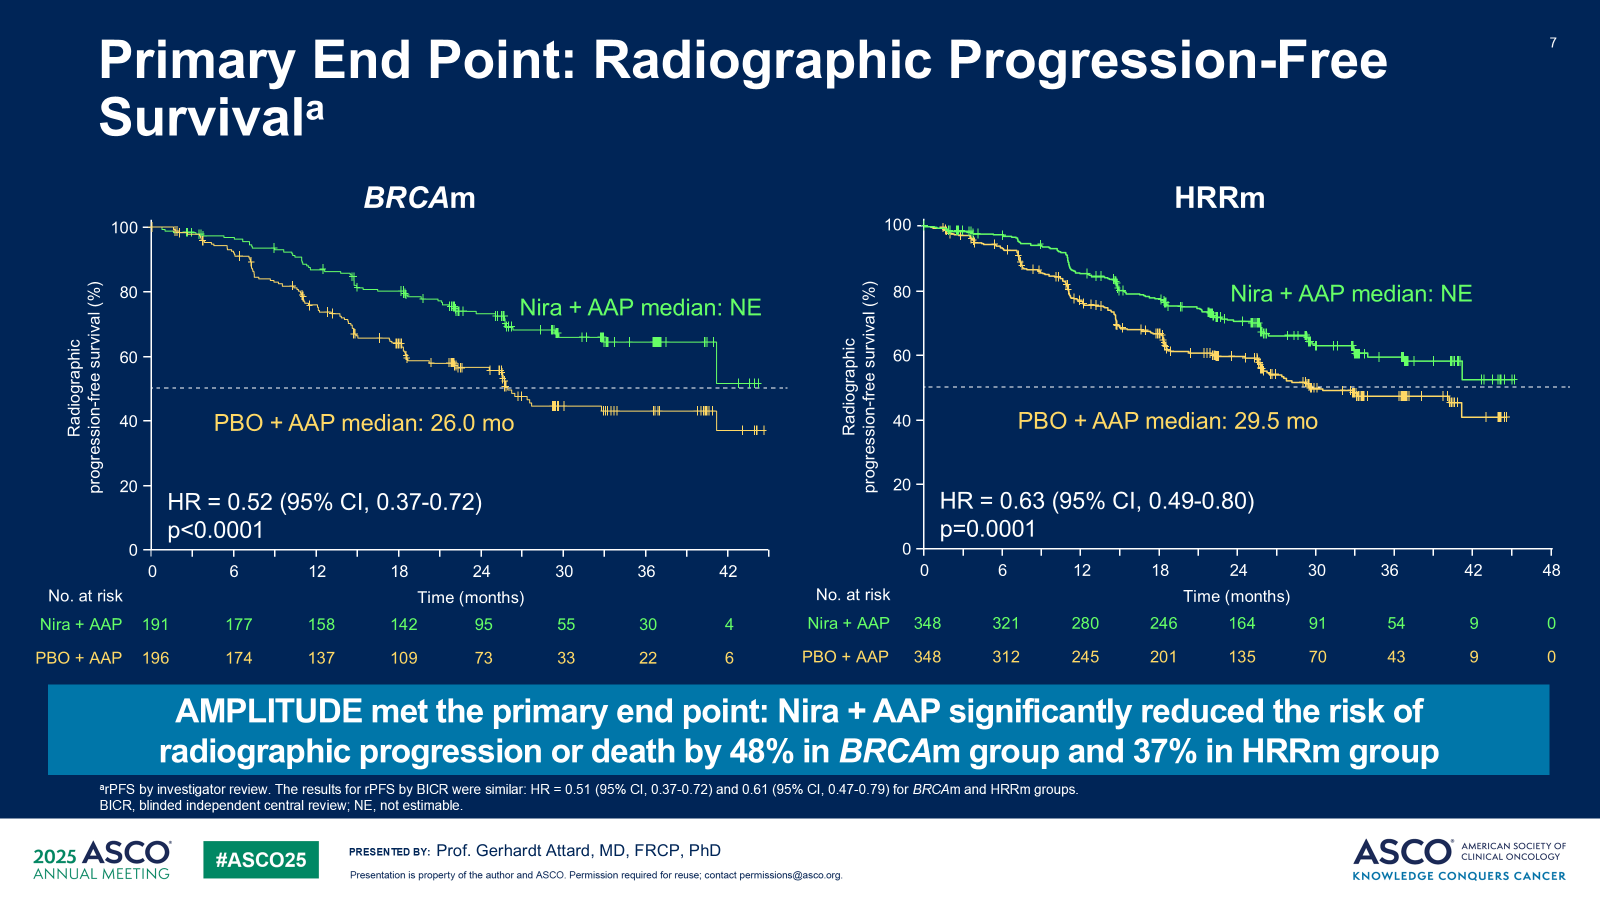 Primary End Point: Radiographic Progression-Free
Survivalᵃ
7
BRCAm
100
80
60
40
20
0
Radiographic
progression-free survival (%)
Nira + AAP median: NE
PBO + AAP median: 26.0 mo
HR = 0.52 (95% CI, 0.37-0.72)
p<0.0001
0 6 12 18 24 30 36 42
Time (months)
No. at risk
Nira + AAP 191 177 158 142 95 55 30 4
PBO + AAP 196 174 137 109 73 33 22 6
HRRm
100
80
60
40
20
0
Radiographic
progression-free survival (%)
Nira + AAP median: NE
PBO + AAP median: 29.5 mo
HR = 0.63 (95% CI, 0.49-0.80)
p=0.0001
0 6 12 18 24 30 36 42 48
Time (months)
No. at risk
Nira + AAP 348 321 280 246 164 91 54 9 0
PBO + AAP 348 312 245 201 135 70 43 9 0
AMPLITUDE met the primary end point: Nira + AAP significantly reduced the risk of
radiographic progression or death by 48% in BRCAm group and 37% in HRRm group
ᵃrPFS by investigator review. The results for rPFS by BICR were similar: HR = 0.51 (95% CI, 0.37-0.72) and 0.61 (95% CI, 0.47-0.79) for BRCAm and HRRm groups.
BICR, blinded independent central review; NE, not estimable.
2025 ASCO®
ANNUAL MEETING
#ASCO25
PRESENTED BY: Prof. Gerhardt Attard, MD, FRCP, PhD
Presentation is property of the author and ASCO. Permission required for reuse; contact permissions@asco.org.
ASCO® AMERICAN SOCIETY OF
CLINICAL ONCOLOGY
KNOWLEDGE CONQUERS CANCER